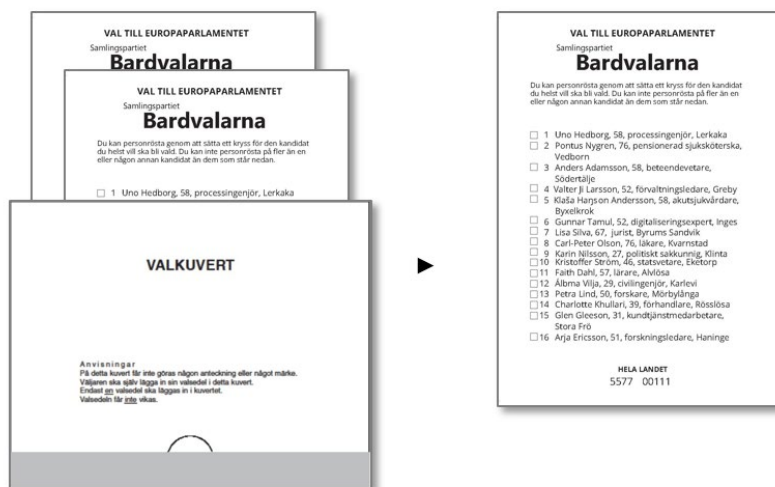 VAL TILL EUROPAPARLAMENTET
Samlingspartiet
Bardvalarna
VAL TILL EUROPAPARLAMENTET
Samlingspartiet
Bardvalarna
Du kan personrösta genom att sätta ett kryss för den kandidat
du helst vill ska bli vald. Du kan inte personrösta på fler än en
eller någon annan kandidat än dem som står nedan.
1 Uno Hedborg, 58, processingenjör, Lerkaka
VALKUVERT
Anvisningar
På detta kuvert får inte göras någon anteckning eller något märke.
Väljaren ska själv lägga in sin valsedel i detta kuvert.
Endast en valsedel ska läggas in i kuvertet.
Valsedeln får inte vikas.
VAL TILL EUROPAPARLAMENTET
Samlingspartiet
Bardvalarna
Du kan personrösta genom att sätta ett kryss för den kandidat
du helst vill ska bli vald. Du kan inte personrösta på fler än en
eller någon annan kandidat än dem som står nedan.
1 Uno Hedborg, 58, processingenjör, Lerkaka
2 Pontus Nygren, 76, pensionerad sjuksköterska,
Vedborn
3 Anders Adamsson, 58, beteendevetare,
Södertälje
4 Valter Ji Larsson, 52, förvaltningsledare, Greby
5 Klaša Hanson Andersson, 58, akutsjukvårdare,
Byxelkrok
6 Gunnar Tamul, 52, digitaliseringsexpert, Inges
7 Lisa Silva, 67, jurist, Byrums Sandvik
8 Carl-Peter Olson, 76, läkare, Kvarnstad
9 Karin Nilsson, 27, politiskt sakkunnig, Klinta
10 Kristoffer Ström, 46, statsvetare, Eketorp
11 Faith Dahl, 57, lärare, Alvlösa
12 Ålbma Vilja, 29, civilingenjör, Karlevi
13 Petra Lind, 50, forskare, Mörbylånga
14 Charlotte Khullari, 39, förhandlare, Rösslösa
15 Glen Gleeson, 31, kundtjänstmedarbetare,
Stora Frö
16 Arja Ericsson, 51, forskningsledare, Haninge
HELA LANDET
5577 00111